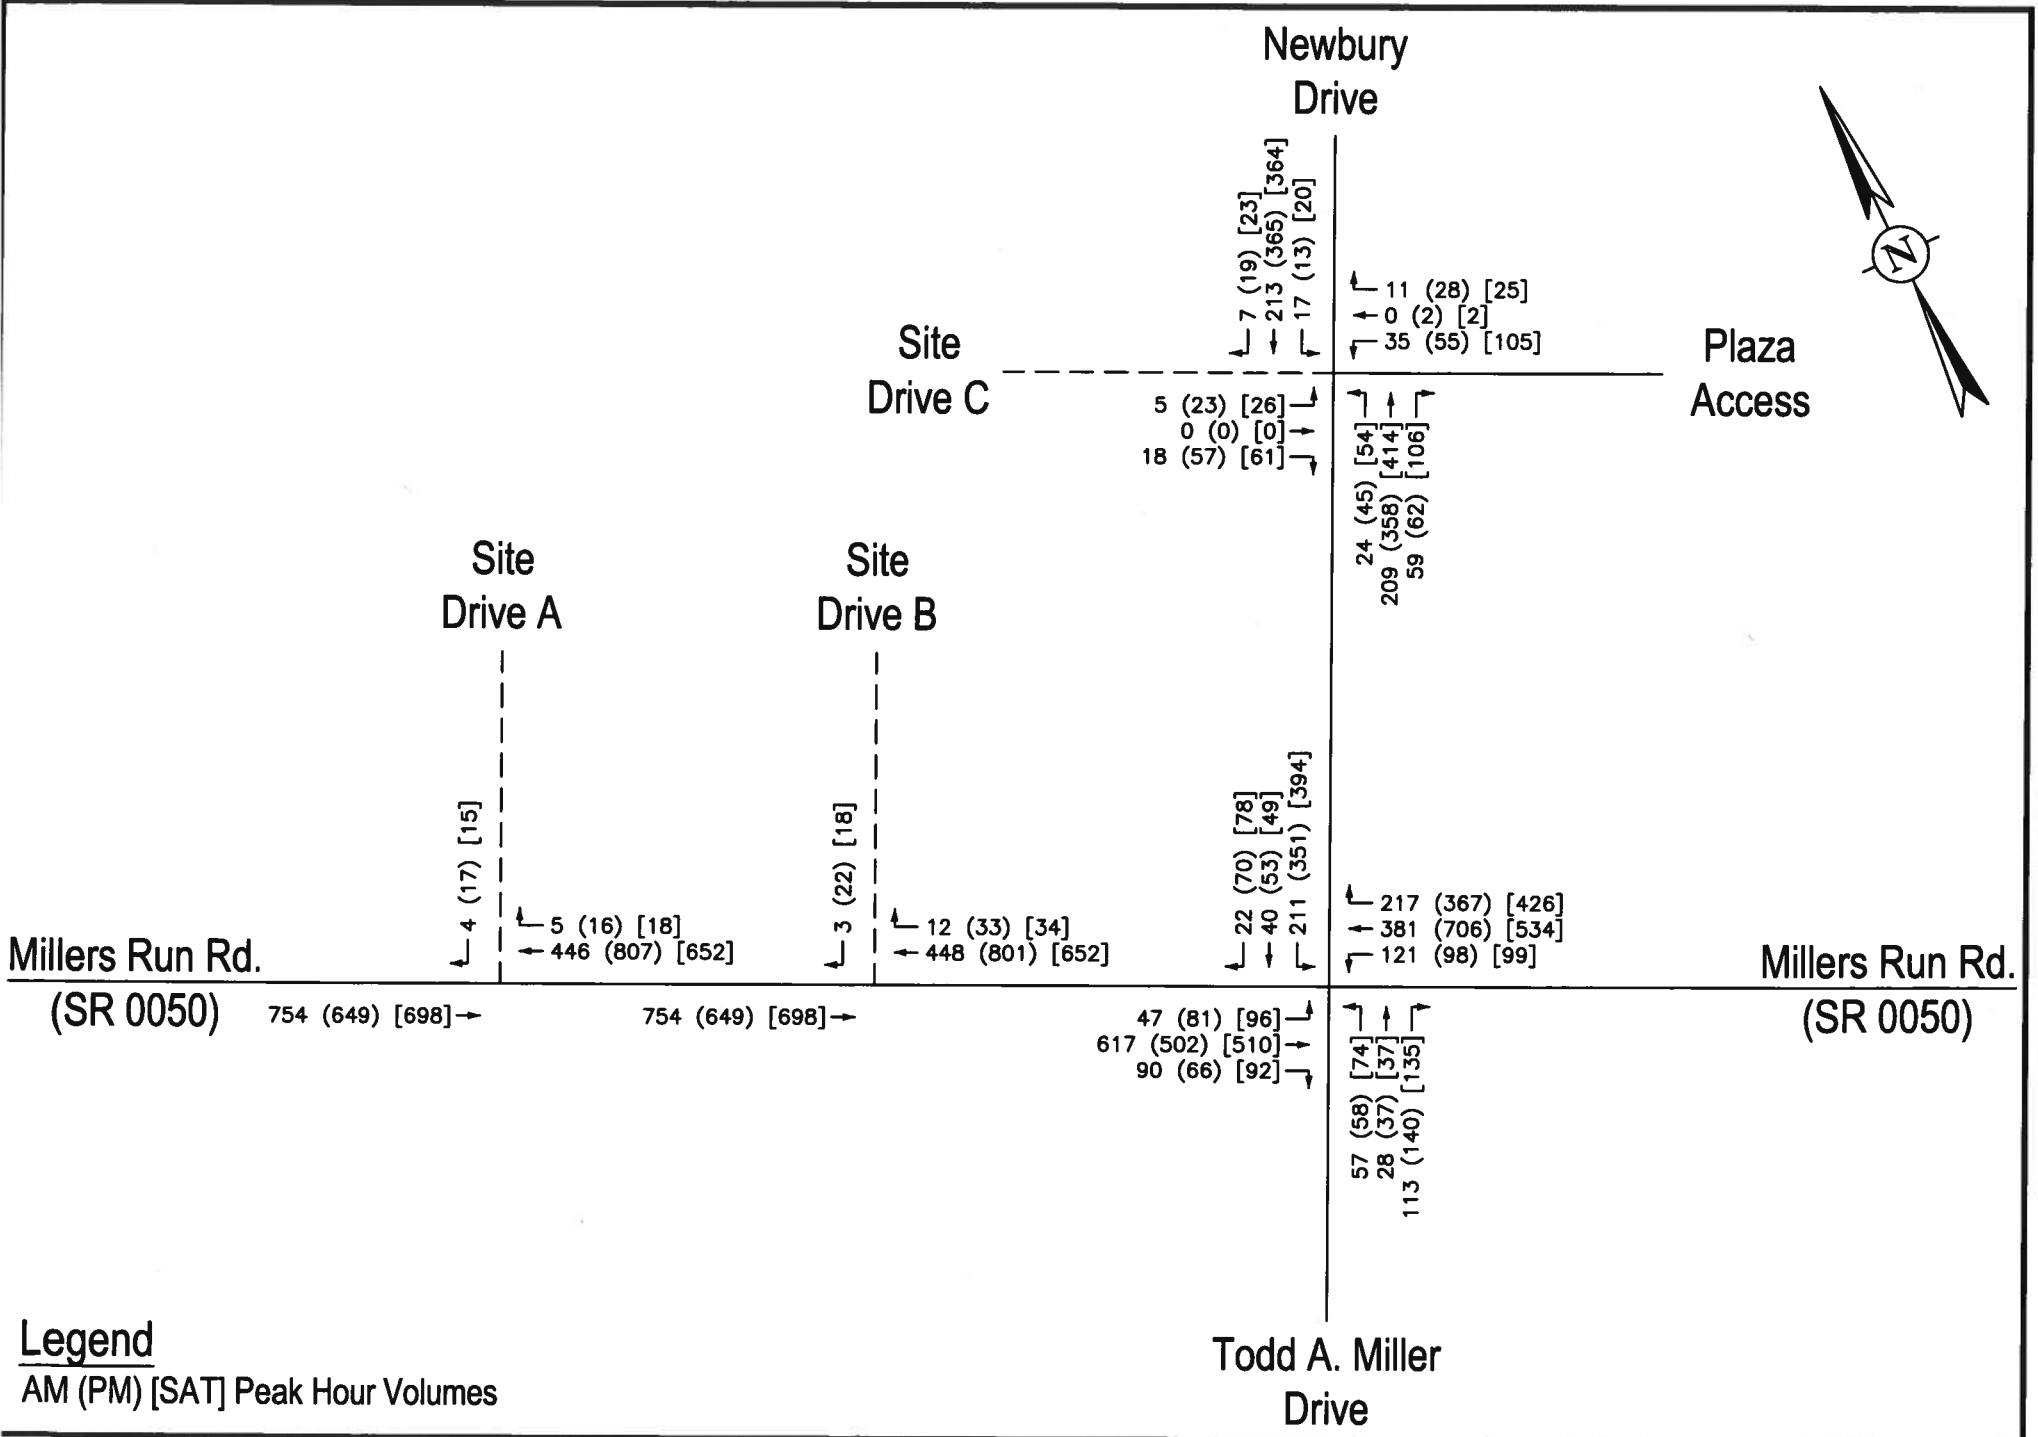 Newbury
Drive
7 (19) [23]
213 (365) [364]
17 (13) [20]
N
11 (28) [25]
0 (2) [2]
35 (55) [105]
Site
Drive C
Plaza
Access
5 (23) [26]
0 (0) [0]
18 (57) [61]
24 (45) [54]
209 (358) [414]
59 (62) [106]
Site
Drive A
Site
Drive B
4 (17) [15]
5 (16) [18]
446 (807) [652]
3 (22) [18]
12 (33) [34]
448 (801) [652]
22 (70) [78]
40 (53) [49]
211 (351) [394]
217 (367) [426]
381 (706) [534]
121 (98) [99]
Millers Run Rd.
(SR 0050)
754 (649) [698]
754 (649) [698]
47 (81) [96]
617 (502) [510]
90 (66) [92]
57 (58) [74]
28 (37) [37]
113 (140) [135]
Millers Run Rd.
(SR 0050)
Todd A. Miller
Drive
Legend
AM (PM) [SAT] Peak Hour Volumes